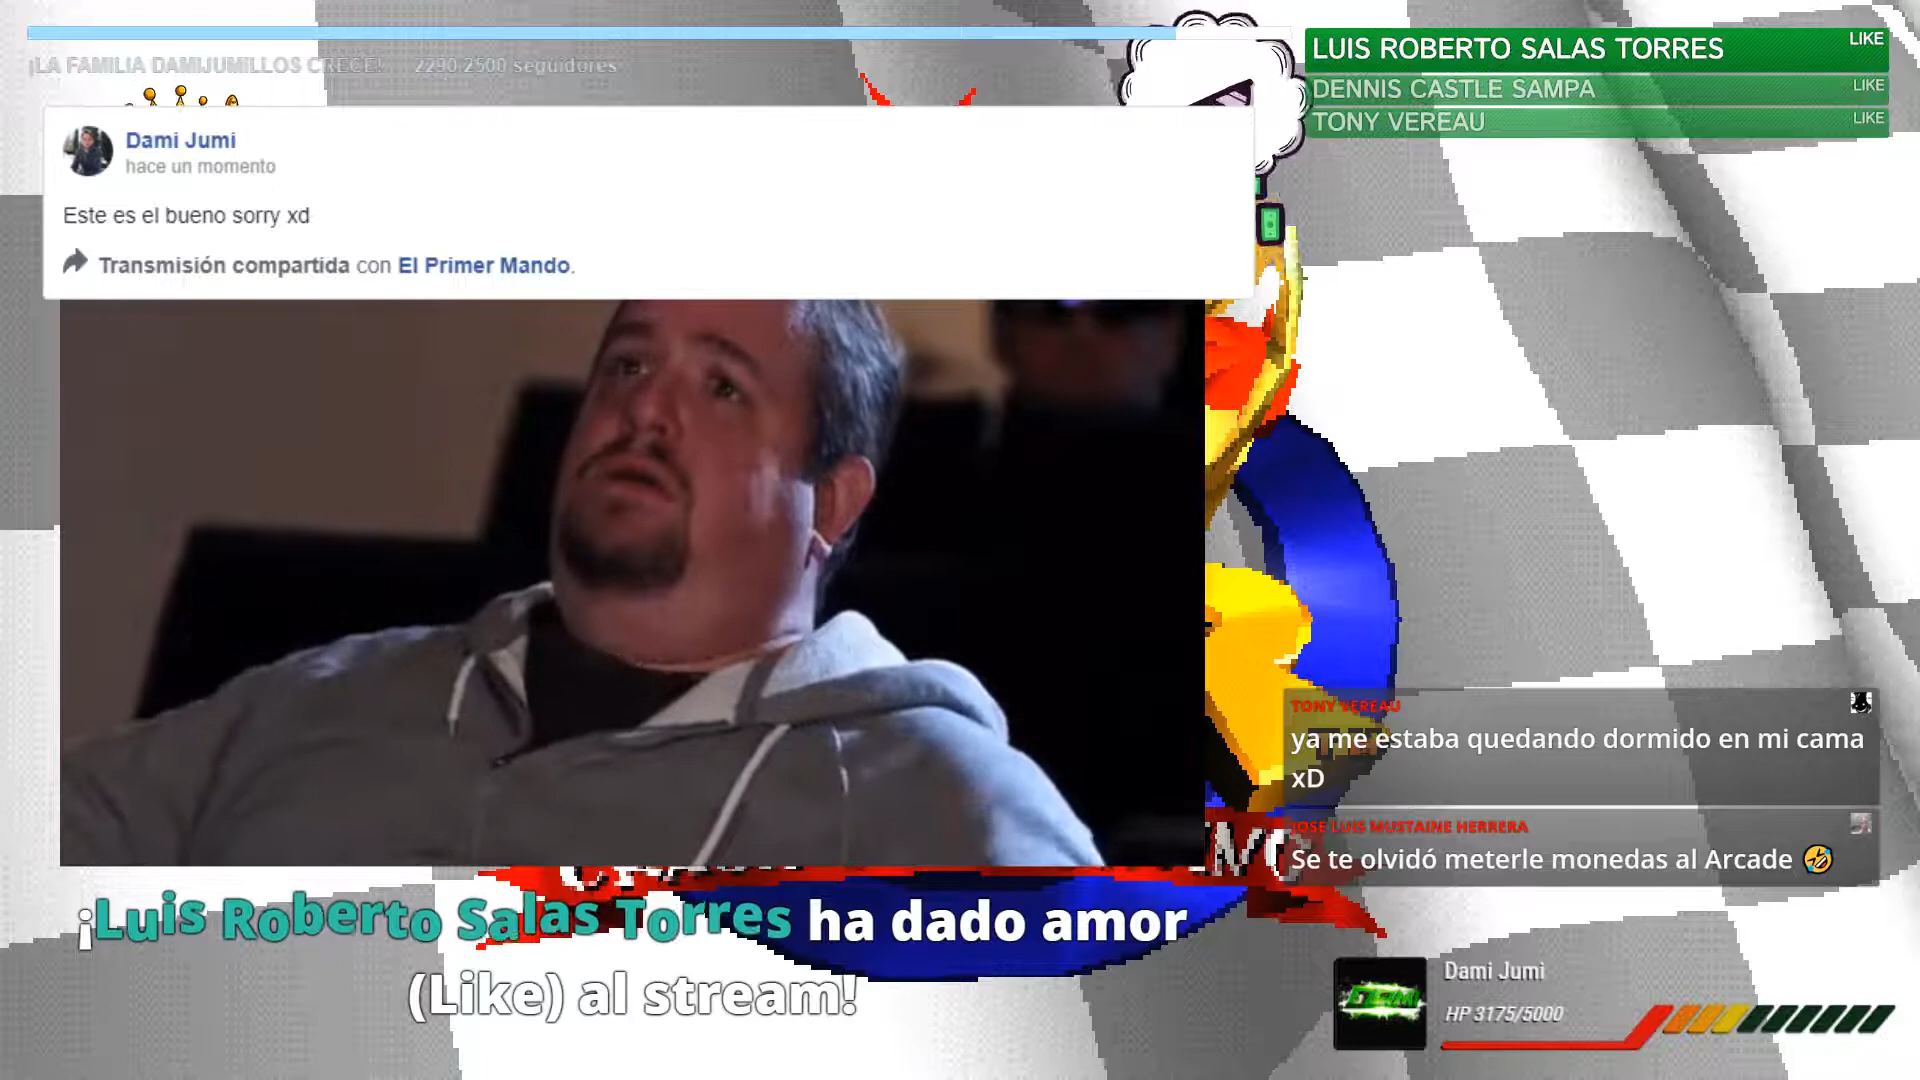 ¡LA FAMILIA DAMIJUMILLOS CRECE! 2290 2500 seguidores
LUIS ROBERTO SALAS TORRES LIKE
DENNIS CASTLE SAMPA LIKE
TONY VEREAU LIKE
Dami Jumi
hace un momento
Este es el bueno sorry xd
Transmisión compartida con El Primer Mando.
TONY VEREAU
ya me estaba quedando dormido en mi cama
xD
JOSE LUIS MUSTAINE HERRERA
Se te olvidó meterle monedas al Arcade 🤣
¡Luis Roberto Salas Torres ha dado amor
(Like) al stream!
Dami Jumi
HP 3175/5000